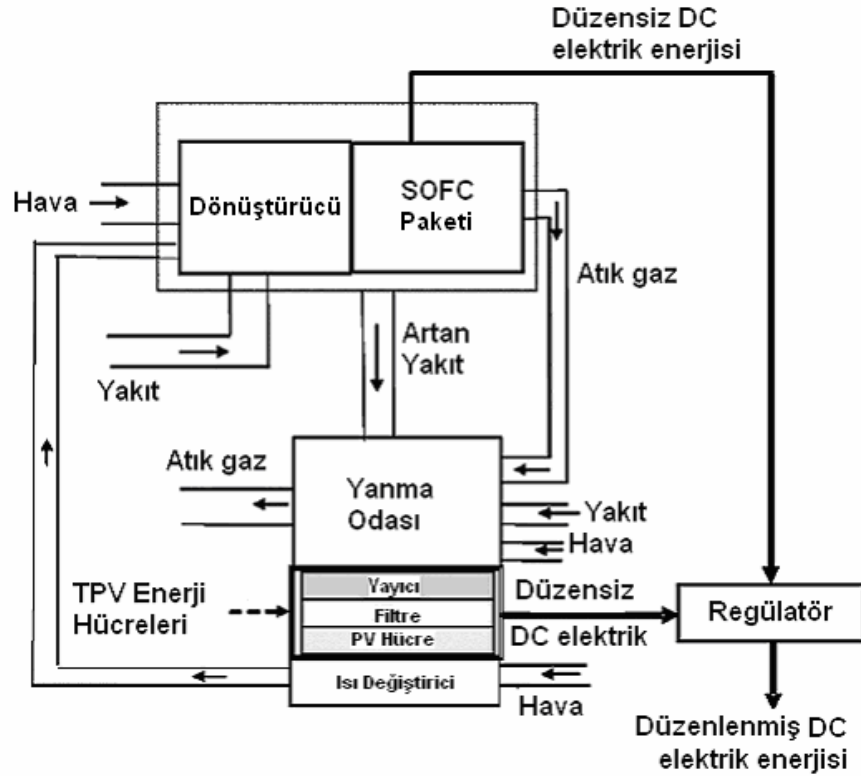 Düzensiz DC
elektrik enerjisi
Hava
Dönüştürücü
SOFC
Paketi
Atık gaz
Artan
Yakıt
Yakıt
Atık gaz
Yanma
Odası
Yakıt
Hava
TPV Enerji
Hücreleri
Yayıcı
Filtre
PV Hücre
Düzensiz
DC elektrik
Regülatör
Isı Değiştirici
Hava
Düzenlenmiş DC
elektrik enerjisi